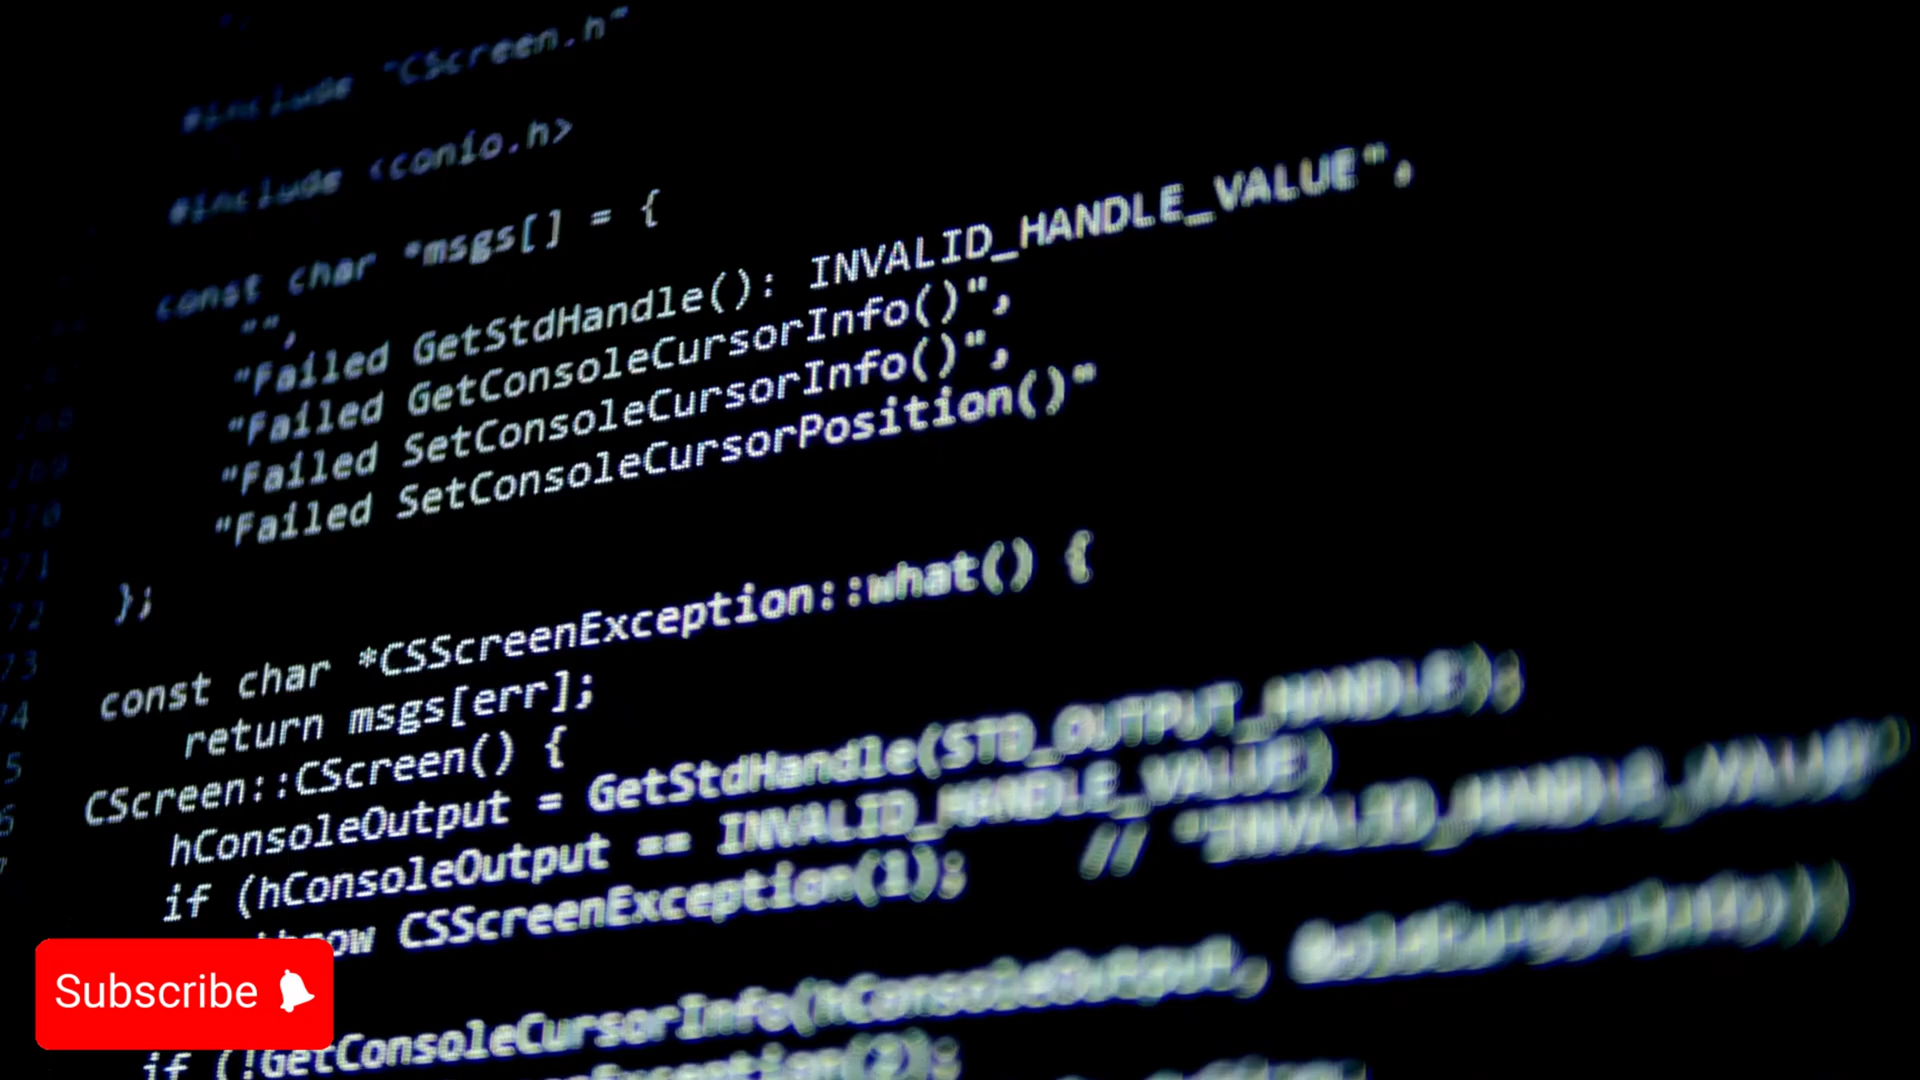 #include "CScreen.h"
#include <conio.h>
const char *msgs[] = {
"",
"Failed GetStdHandle(): INVALID_HANDLE_VALUE",
"Failed GetConsoleCursorInfo()",
"Failed SetConsoleCursorInfo()",
"Failed SetConsoleCursorPosition()"
};
const char *CSScreenException::what() {
return msgs[err];
CScreen::CScreen() {
hConsoleOutput = GetStdHandle(STD_OUTPUT_HANDLE);
if (hConsoleOutput == INVALID_HANDLE_VALUE)
throw CSScreenException(1); // "INVALID_HANDLE_VALUE"
if (!GetConsoleCursorInfo(hConsoleOutput,
(2);
Subscribe